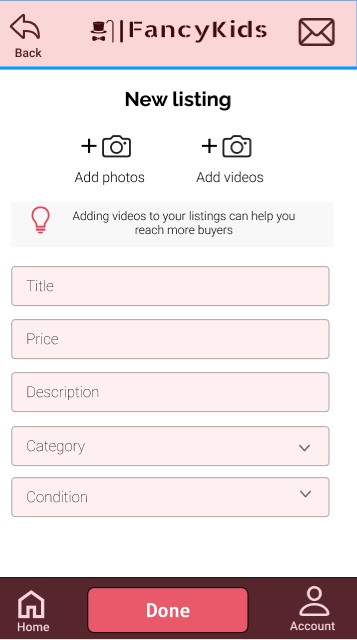 FancyKids
Back
New listing
Add photos
Add videos
Adding videos to your listings can help you
reach more buyers
Title
Price
Description
Category
Condition
Home
Done
Account